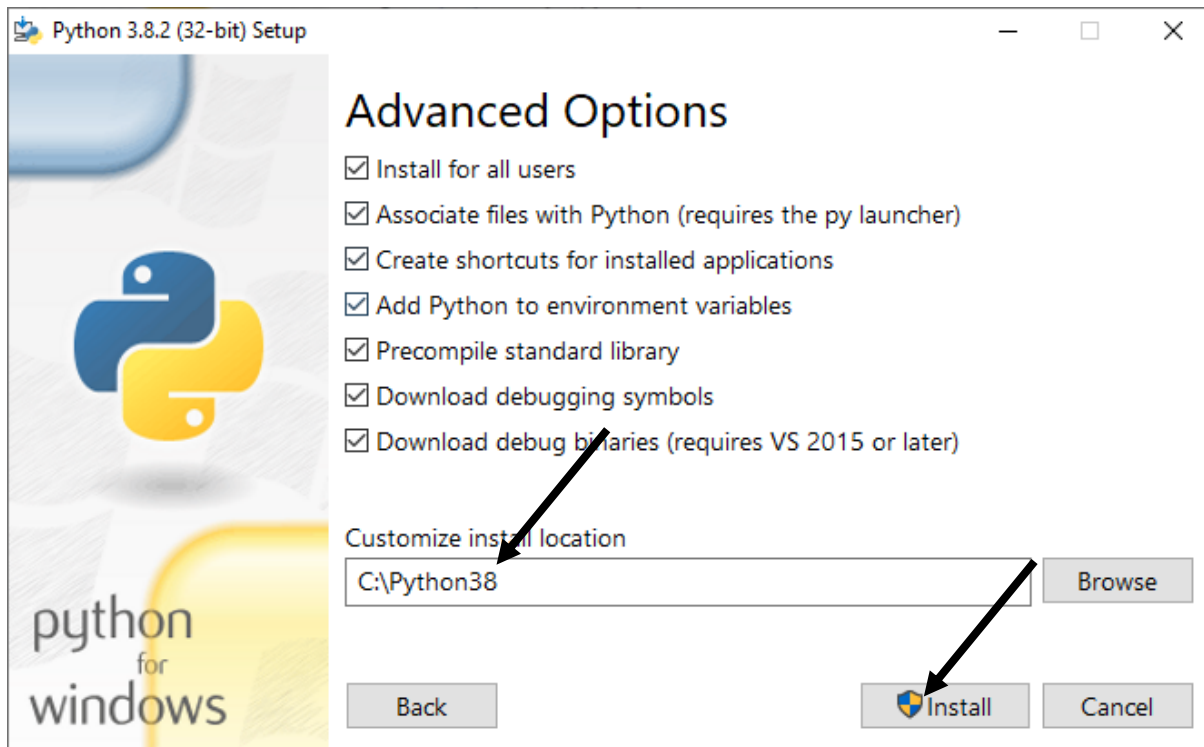 Python 3.8.2 (32-bit) Setup
Advanced Options
Install for all users
Associate files with Python (requires the py launcher)
Create shortcuts for installed applications
Add Python to environment variables
Precompile standard library
Download debugging symbols
Download debug binaries (requires VS 2015 or later)
Customize install location
C:\Python38
Browse
python
for
windows
Back
Install
Cancel